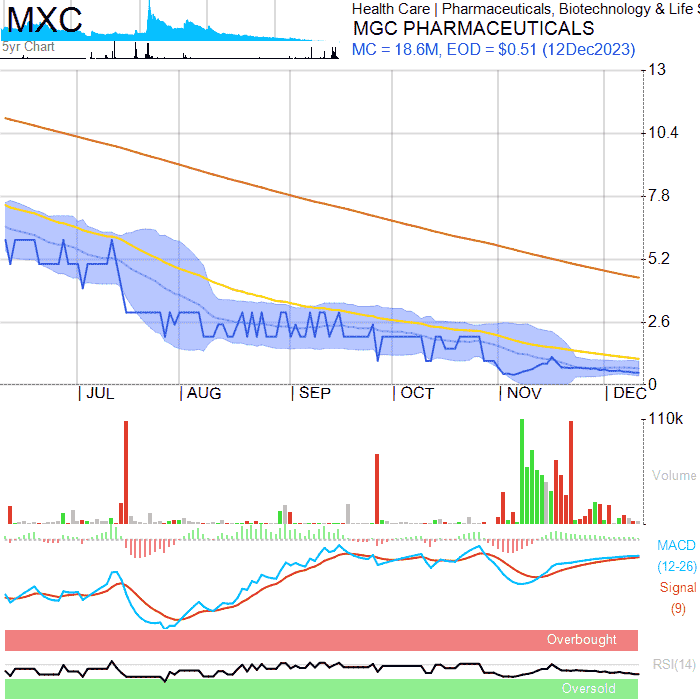 MXC
5yr Chart
Health Care | Pharmaceuticals, Biotechnology & Life S
MGC PHARMACEUTICALS
MC = 18.6M, EOD = $0.51 (12Dec2023)
13
10.4
7.8
5.2
2.6
0
JUL AUG SEP OCT NOV DEC
110k
Volume
MACD
(12-26)
Signal
(9)
Overbought
RSI(14)
Oversold